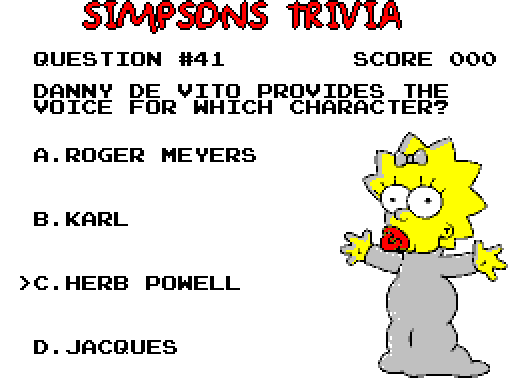 SIMPSONS TRIVIA
QUESTION #41 SCORE 000
DANNY DE VITO PROVIDES THE
VOICE FOR WHICH CHARACTER?
A.ROGER MEYERS
B.KARL
>C.HERB POWELL
D.JACQUES